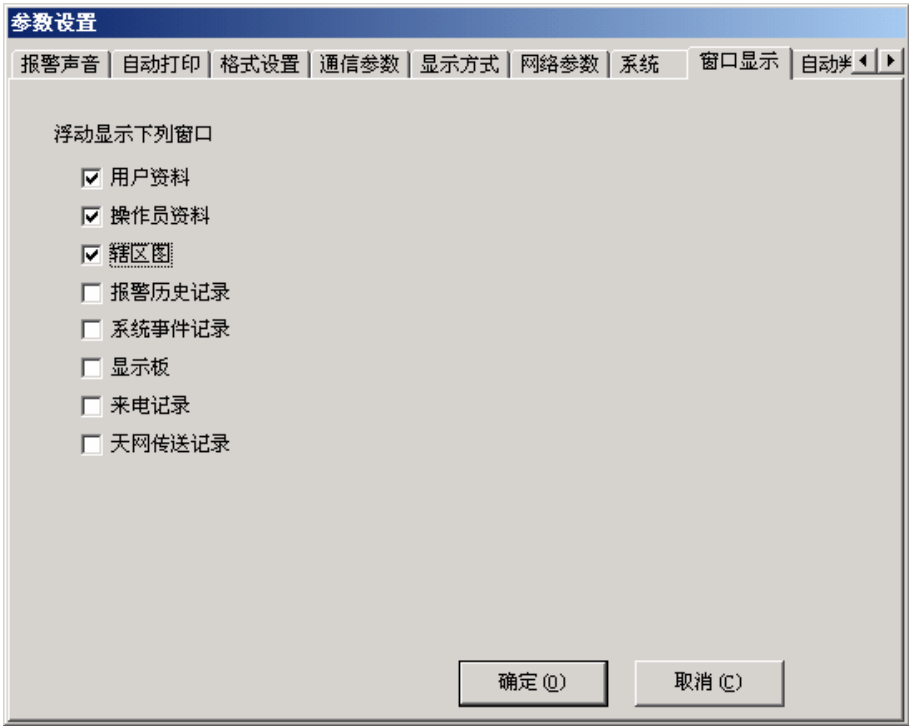 参数设置
报警声音 自动打印 格式设置 通信参数 显示方式 网络参数 系统 窗口显示 自动
浮动显示下列窗口
用户资料
操作员资料
辖区图
报警历史记录
系统事件记录
显示板
来电记录
天网传送记录
确定(O) 取消(C)